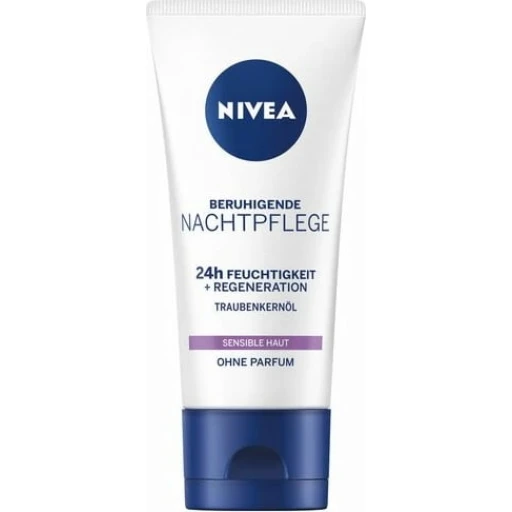 NIVEA
BERUHIGENDE
NACHTPFLEGE
24h FEUCHTIGKEIT
+ REGENERATION
TRAUBENKERNÖL
SENSIBLE HAUT
OHNE PARFUM